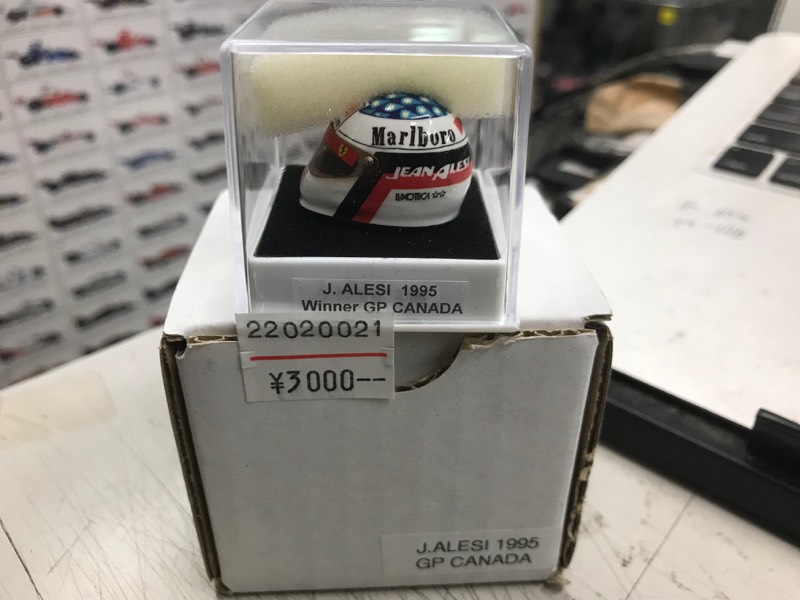 Marlboro
JEAN ALESI
J. ALESI 1995
Winner GP CANADA
22020021
¥3000--
J.ALESI 1995
GP CANADA